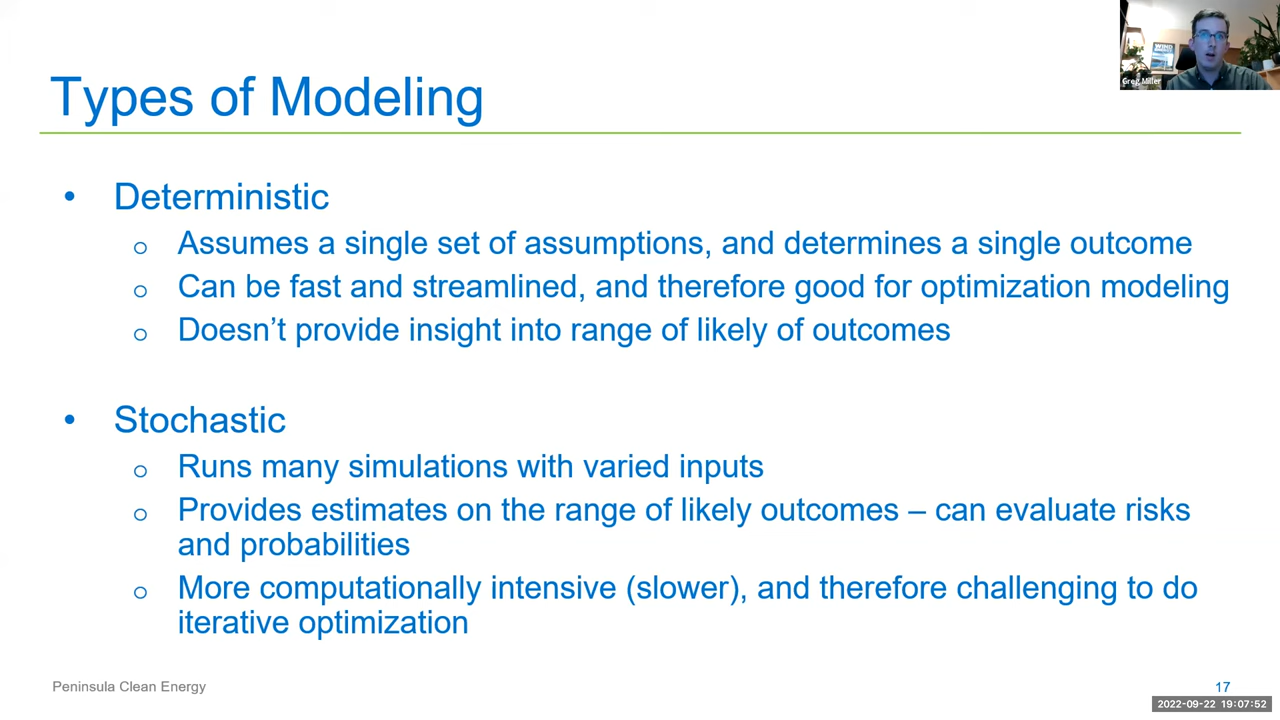 WIND
Greg Miller
Types of Modeling
• Deterministic
o Assumes a single set of assumptions, and determines a single outcome
o Can be fast and streamlined, and therefore good for optimization modeling
o Doesn’t provide insight into range of likely of outcomes
• Stochastic
o Runs many simulations with varied inputs
o Provides estimates on the range of likely outcomes – can evaluate risks
and probabilities
o More computationally intensive (slower), and therefore challenging to do
iterative optimization
Peninsula Clean Energy
17
2022-09-22 19:07:52